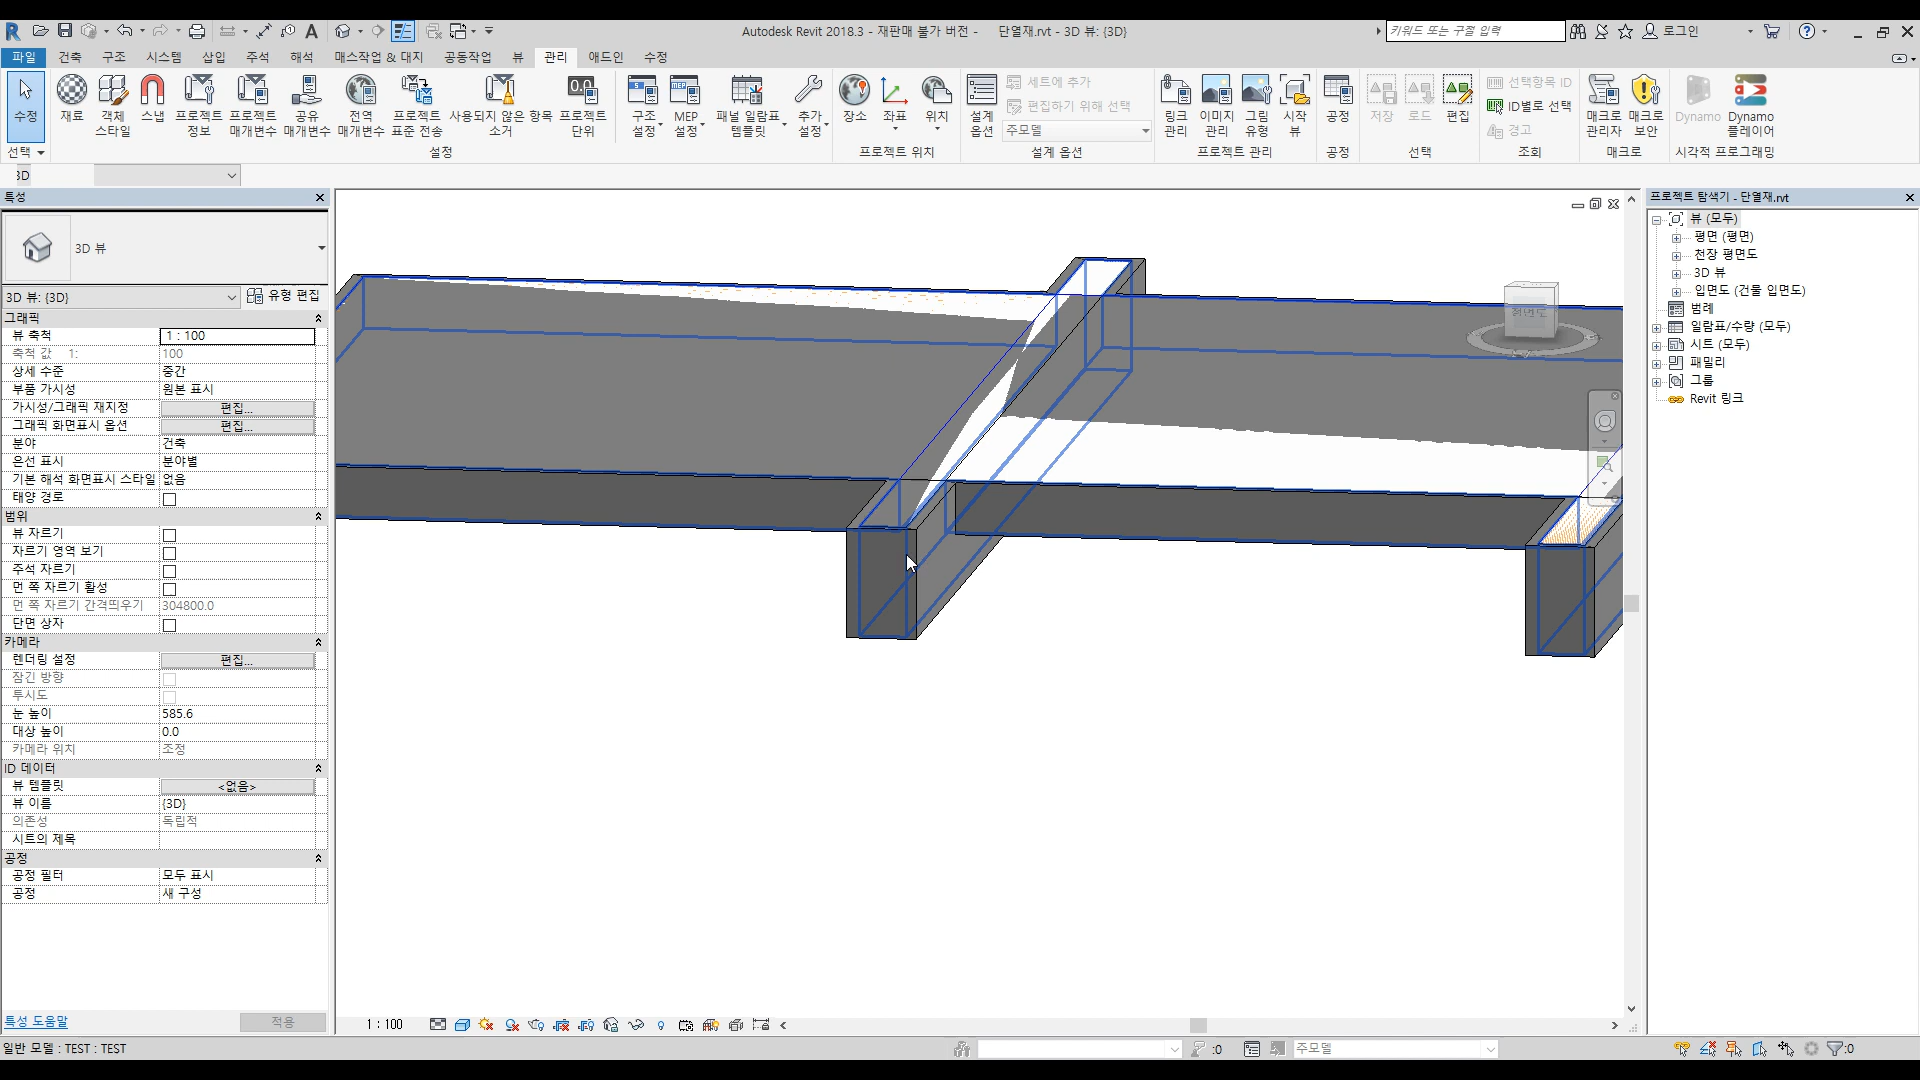 Autodesk Revit 2018.3 - 재판매 불가 버전 - 단열재.rvt - 3D 뷰: {3D}
키워드 또는 구절 입력
로그인
파일 건축 구조 시스템 삽입 주석 해석 매스작업 & 대지 공동작업 뷰 관리 애드인 수정
수정
재료
객체 스타일
스냅
프로젝트 정보
프로젝트 매개변수
공유 매개변수
전역 매개변수
프로젝트 표준 전송
사용되지 않은 항목 소거
프로젝트 단위
구조 설정
MEP 설정
패널 일람표 템플릿
추가 설정
장소
좌표
위치
설계 옵션
세트에 추가
편집하기 위해 선택
주모델
링크 관리
이미지 관리
그림 유형
시작 뷰
공정
저장
로드
편집
선택항목 ID
ID별로 선택
경고
매크로 관리자
매크로 보안
Dynamo
Dynamo 플레이어
선택 설정 프로젝트 위치 설계 옵션 프로젝트 관리 공정 선택 조회 매크로 시각적 프로그래밍
3D
특성
3D 뷰
3D 뷰: {3D}
유형 편집
그래픽
뷰 축척 1 : 100
축척 값 1: 100
상세 수준 중간
부품 가시성 원본 표시
가시성/그래픽 재지정 편집...
그래픽 화면표시 옵션 편집...
분야 건축
은선 표시 분야별
기본 해석 화면표시 스타일 없음
태양 경로
범위
뷰 자르기
자르기 영역 보기
주석 자르기
먼 쪽 자르기 활성
먼 쪽 자르기 간격띄우기 304800.0
단면 상자
카메라
렌더링 설정 편집...
잠긴 방향
투시도
눈 높이 585.6
대상 높이 0.0
카메라 위치 조정
ID 데이터
뷰 템플릿 <없음>
뷰 이름 {3D}
의존성 독립적
시트의 제목
공정
공정 필터 모두 표시
공정 새 구성
특성 도움말
적용
정면도
1 : 100
프로젝트 탐색기 - 단열재.rvt
뷰 (모두)
평면 (평면)
천장 평면도
3D 뷰
입면도 (건물 입면도)
범례
일람표/수량 (모두)
시트 (모두)
패밀리
그룹
Revit 링크
일반 모델 : TEST : TEST
:0
주모델
:0